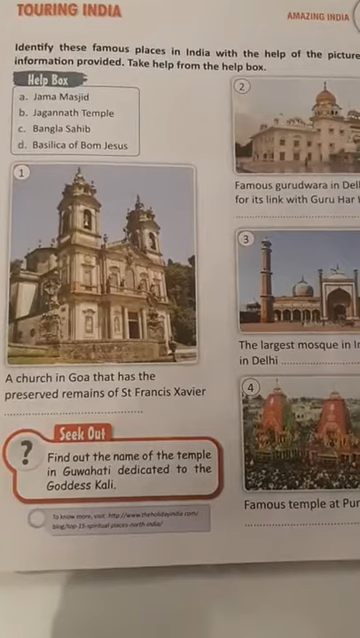 TOURING INDIA
AMAZING INDIA
Identify these famous places in India with the help of the picture
information provided. Take help from the help box.
Help Box
a. Jama Masjid
b. Jagannath Temple
c. Bangla Sahib
d. Basilica of Bom Jesus
1
A church in Goa that has the
preserved remains of St Francis Xavier
2
Famous gurudwara in Del
for its link with Guru Har
3
The largest mosque in
in Delhi
4
Famous temple at Pur
Seek Out
?
Find out the name of the temple
in Guwahati dedicated to the
Goddess Kali.
To know more, visit: http://www.theholidayindia.com/
blog/top-15-spiritual-places-north-india/